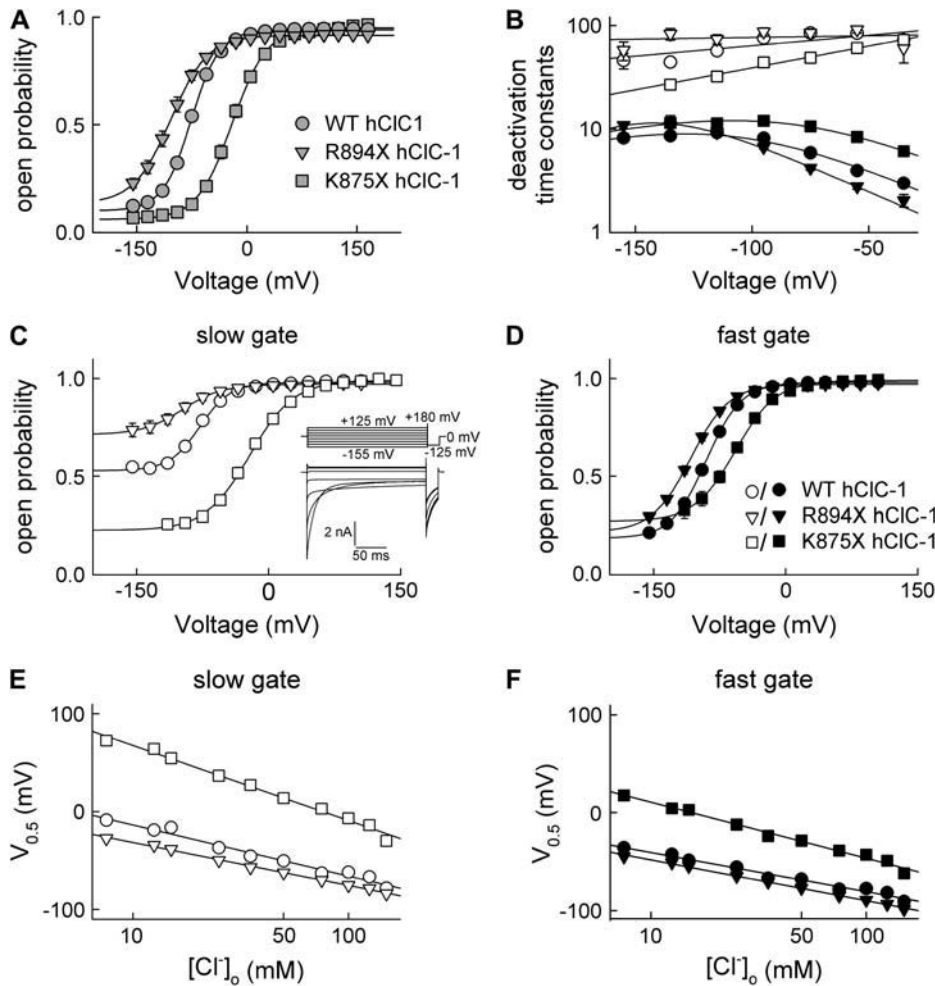 A
open probability
1.0
0.5
0.0
-150
0
150
Voltage (mV)
WT hClC1
R894X hClC-1
K875X hClC-1
B
deactivation
time constants
100
10
1
-150
-100
-50
Voltage (mV)
C
slow gate
open probability
1.0
0.5
0.0
-150
0
150
Voltage (mV)
+180 mV
+125 mV
0 mV
-155 mV
-125 mV
2 nA
50 ms
D
fast gate
open probability
1.0
0.5
0.0
-150
0
150
Voltage (mV)
/ WT hClC-1
/ R894X hClC-1
/ K875X hClC-1
E
slow gate
V0.5 (mV)
100
0
-100
10
50
100
[Cl-]o (mM)
F
fast gate
V0.5 (mV)
100
0
-100
10
50
100
[Cl-]o (mM)